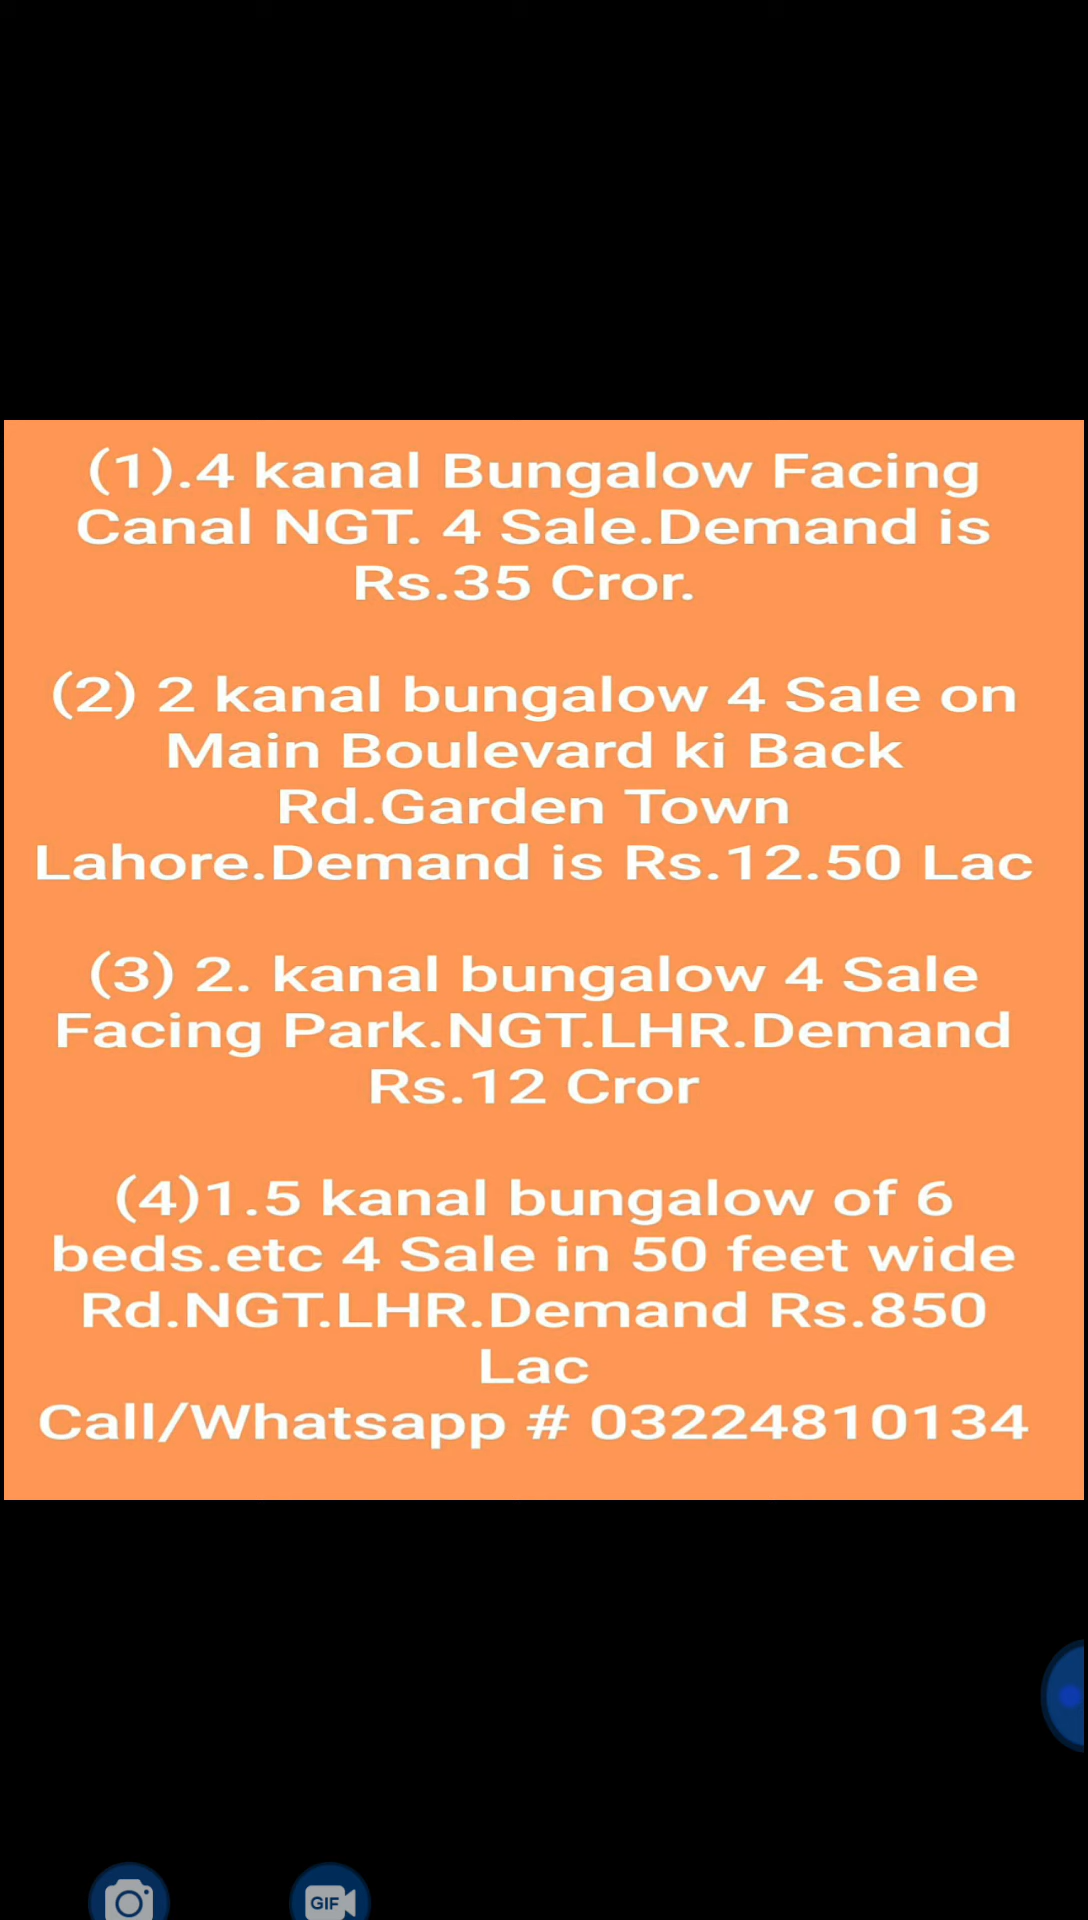 (1).4 kanal Bungalow Facing
Canal NGT. 4 Sale.Demand is
Rs.35 Cror.
(2) 2 kanal bungalow 4 Sale on
Main Boulevard ki Back
Rd.Garden Town
Lahore.Demand is Rs.12.50 Lac
(3) 2. kanal bungalow 4 Sale
Facing Park.NGT.LHR.Demand
Rs.12 Cror
(4)1.5 kanal bungalow of 6
beds.etc 4 Sale in 50 feet wide
Rd.NGT.LHR.Demand Rs.850
Lac
Call/Whatsapp # 03224810134
GIF